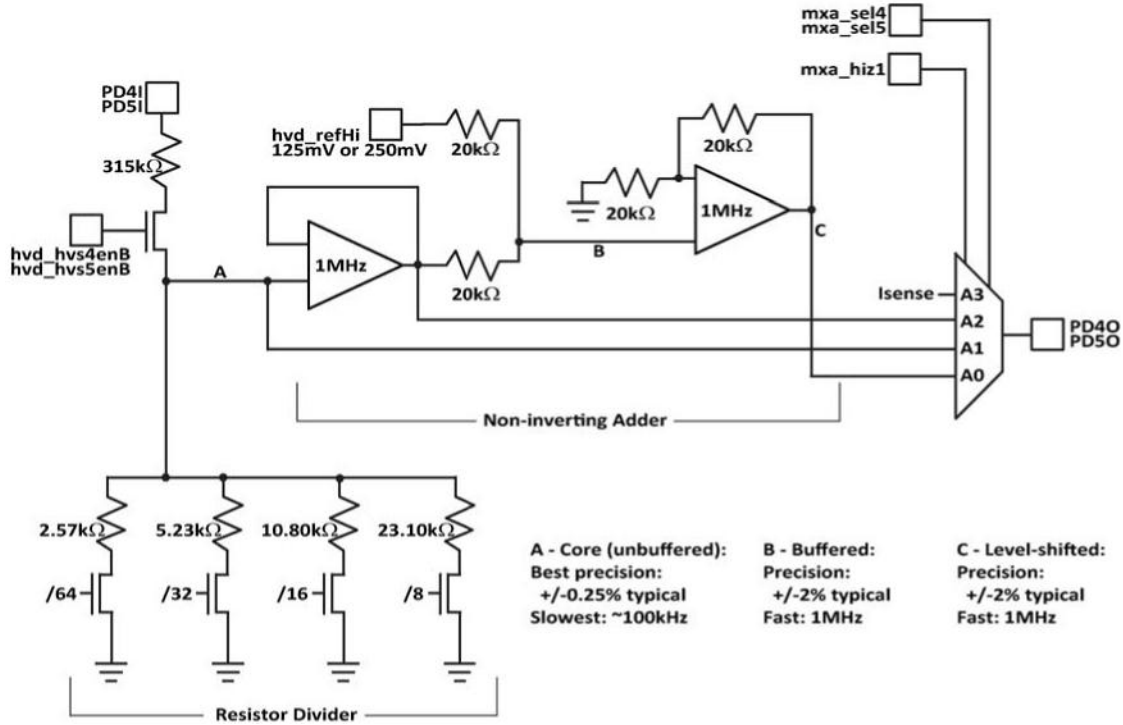 mxa_sel4
mxa_sel5
mxa_hiz1
PD4I
PD5I
hvd_refHi
125mV or 250mV
20kΩ
20kΩ
315kΩ
20kΩ
1MHz
hvd_hvs4enB
hvd_hvs5enB
A
1MHz
B
C
20kΩ
Isense
A3
A2
A1
A0
PD4O
PD5O
Non-inverting Adder
2.57kΩ
5.23kΩ
10.80kΩ
23.10kΩ
/64
/32
/16
/8
A - Core (unbuffered):
Best precision:
+/-0.25% typical
Slowest: ~100kHz
B - Buffered:
Precision:
+/-2% typical
Fast: 1MHz
C - Level-shifted:
Precision:
+/-2% typical
Fast: 1MHz
Resistor Divider